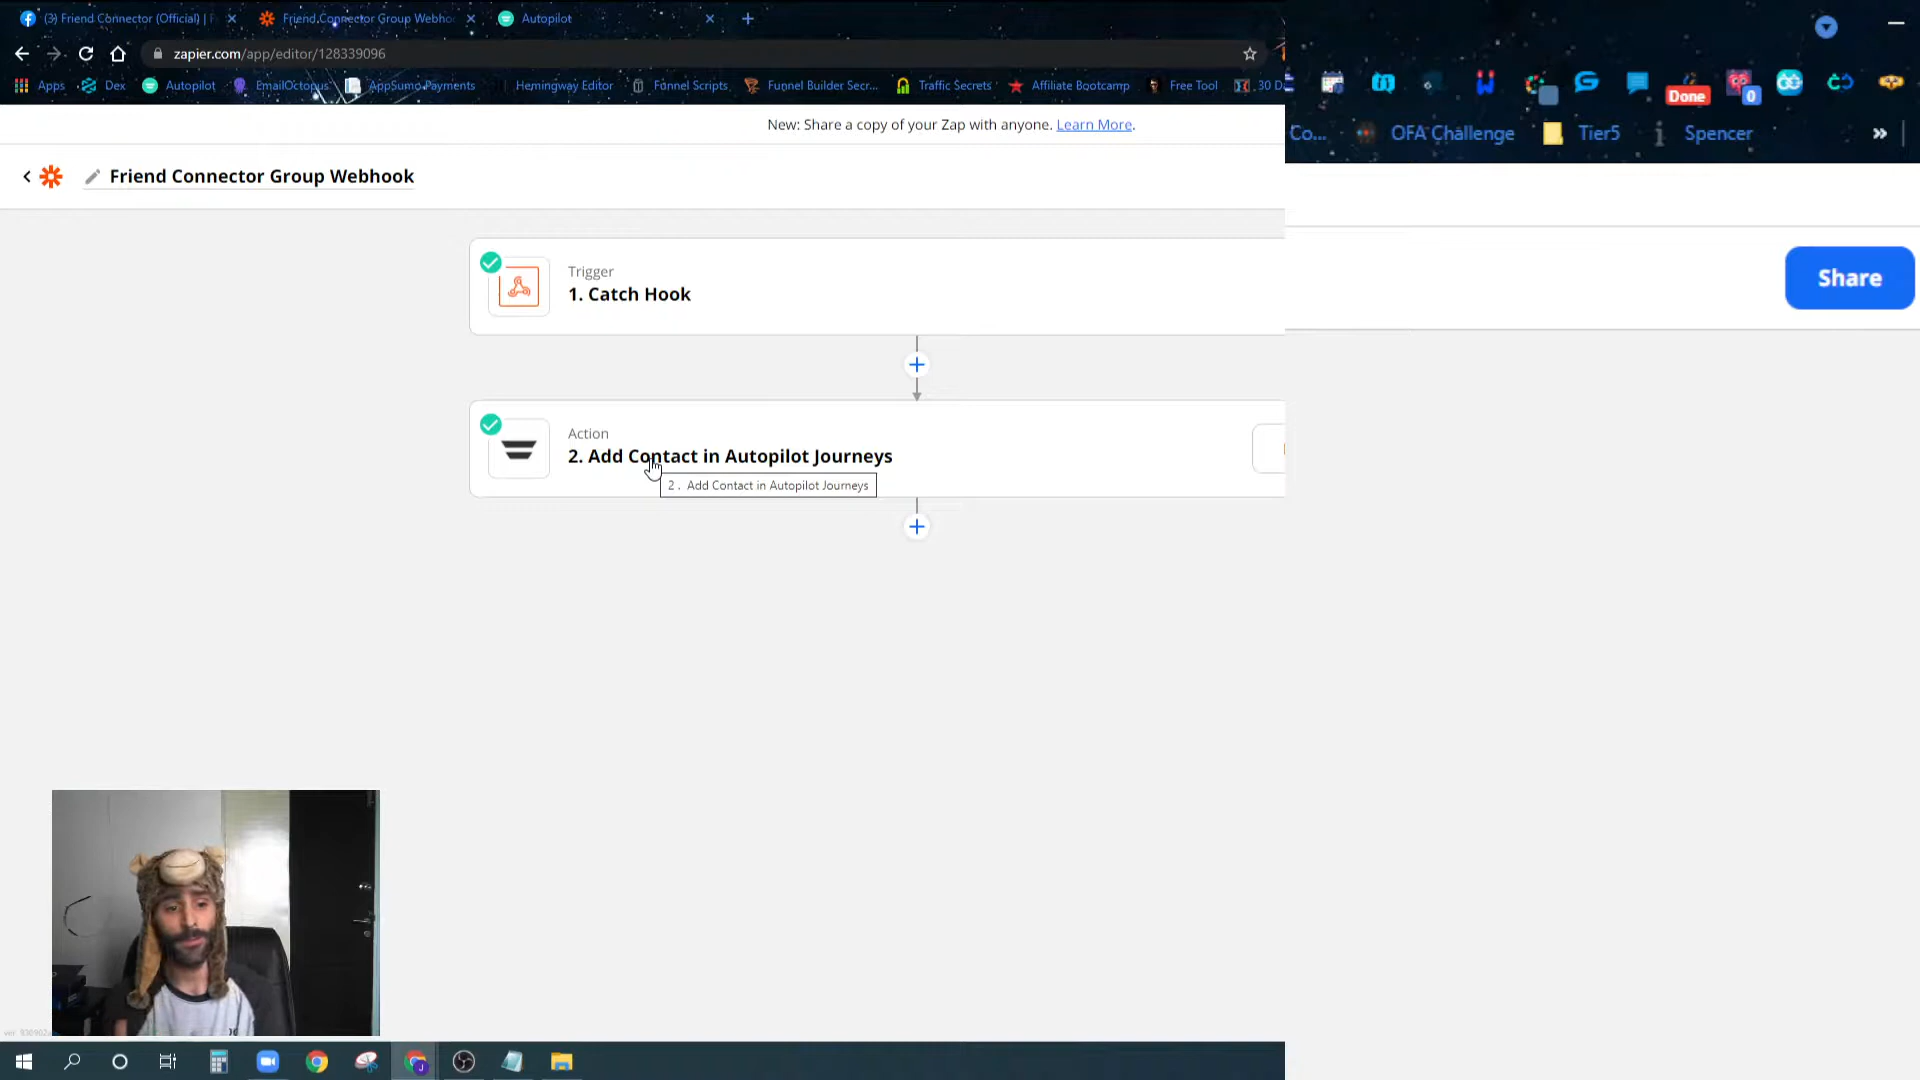 (3) Friend Connector (Official) | F
Friend Connector Group Webho
Autopilot
zapier.com/app/editor/128339096
Apps
Dex
Autopilot
EmailOctopus
AppSumo Payments
Hemingway Editor
Funnel Scripts
Funnel Builder Secr...
Traffic Secrets
Affiliate Bootcamp
Free Tool
30 D
Done
0
Co...
OFA Challenge
Tier5
Spencer
New: Share a copy of your Zap with anyone. Learn More.
Friend Connector Group Webhook
Share
Trigger
1. Catch Hook
Action
2. Add Contact in Autopilot Journeys
2 . Add Contact in Autopilot Journeys